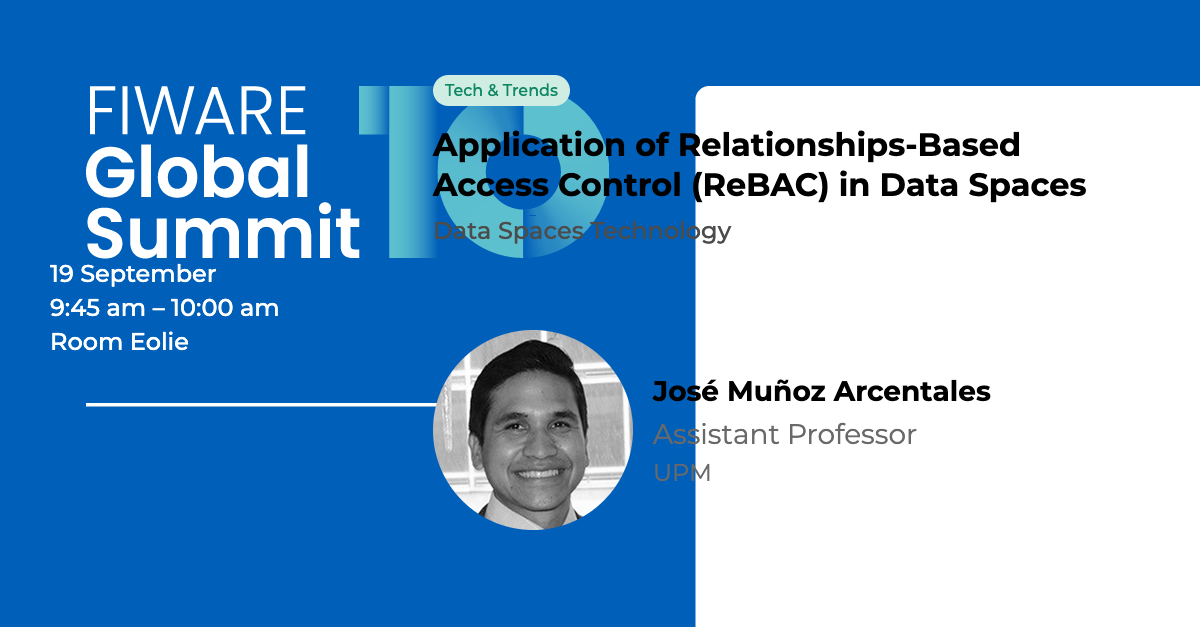 FIWARE
Global
Summit
10
19 September
9:45 am – 10:00 am
Room Eolie
Tech & Trends
Application of Relationships-Based
Access Control (ReBAC) in Data Spaces
Data Spaces Technology
José Muñoz Arcentales
Assistant Professor
UPM